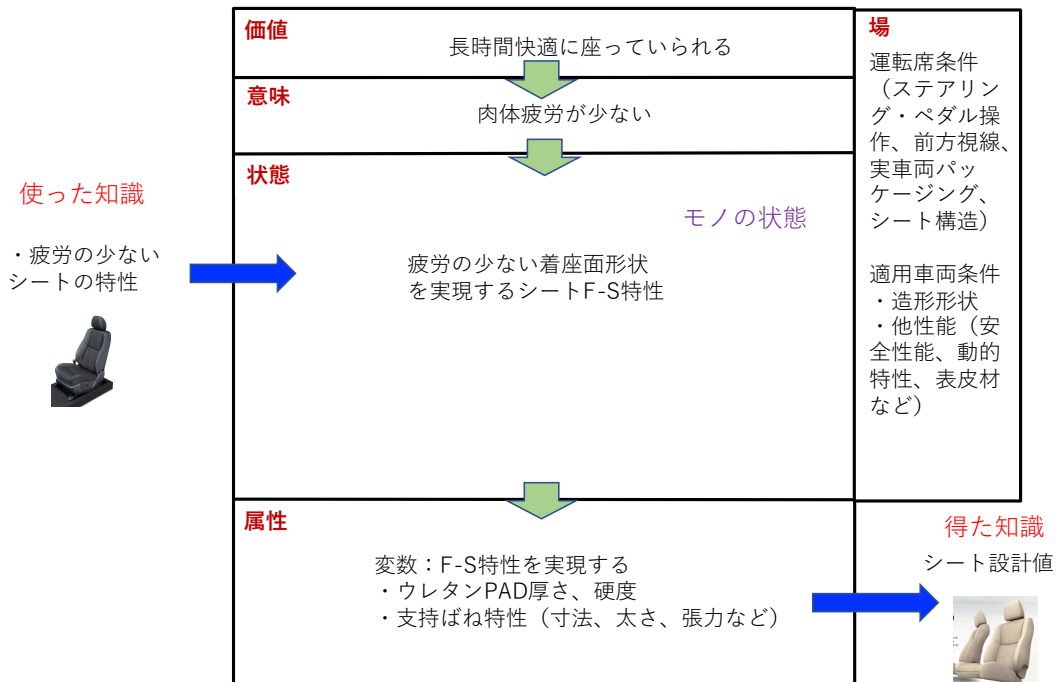 価値
長時間快適に座っていられる
意味
肉体疲労が少ない
状態
モノの状態
疲労の少ない着座面形状
を実現するシートF-S特性
使った知識
・疲労の少ない
シートの特性
場
運転席条件
（ステアリン
グ・ペダル操
作、前方視線、
実車両パッ
ケージング、
シート構造）
適用車両条件
・造形形状
・他性能（安
全性能、動的
特性、表皮材
など）
属性
変数：F-S特性を実現する
・ウレタンPAD厚さ、硬度
・支持ばね特性（寸法、太さ、張力など）
得た知識
シート設計値